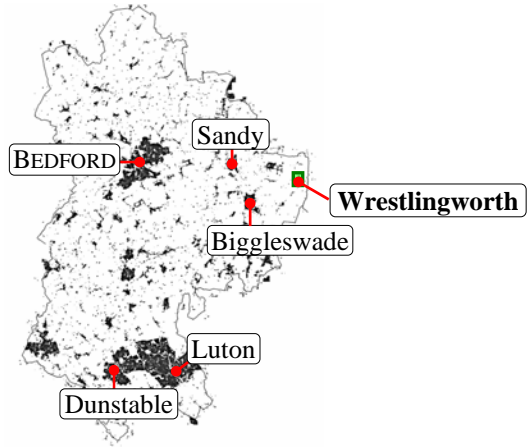 Sandy
BEDFORD
Wrestlingworth
Biggleswade
Luton
Dunstable